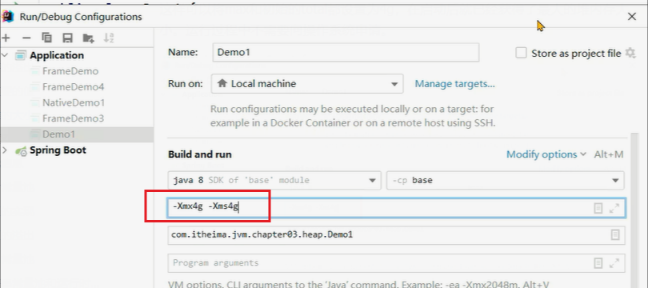 Run/Debug Configurations
Application
FrameDemo
FrameDemo4
NativeDemo1
FrameDemo3
Demo1
Spring Boot
Name: Demo1
Store as project file
Run on: Local machine
Manage targets...
Run configurations may be executed locally or on a target: for
example in a Docker Container or on a remote host using SSH.
Build and run
Modify options Alt+M
java 8 SDK of 'base' module
-cp base
-Xmx4g -Xms4g
com.itheima.jvm.chapter03.heap.Demo1
Program arguments
VM options. CLI arguments to the 'Java' command. Example: -ea -Xmx2048m. Alt+V